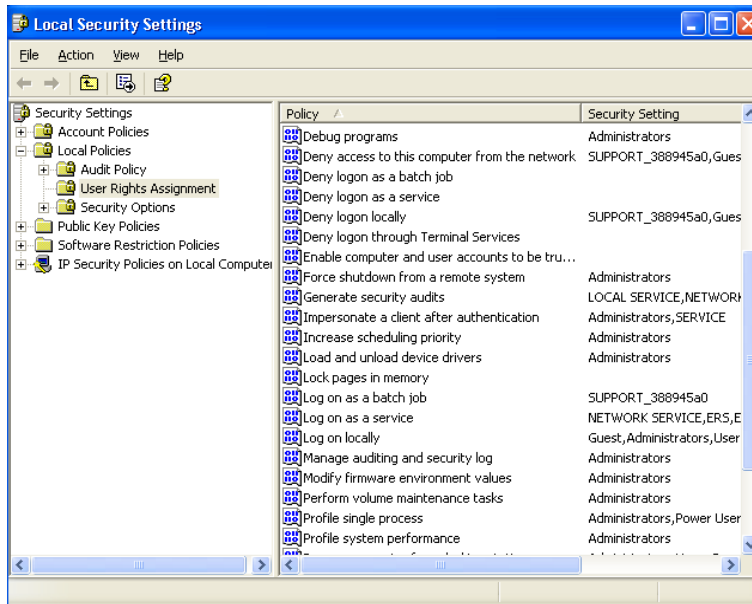 Local Security Settings
File Action View Help
Security Settings
Account Policies
Local Policies
Audit Policy
User Rights Assignment
Security Options
Public Key Policies
Software Restriction Policies
IP Security Policies on Local Computer
Policy Security Setting
Debug programs Administrators
Deny access to this computer from the network SUPPORT_388945a0,Gues
Deny logon as a batch job
Deny logon as a service
Deny logon locally SUPPORT_388945a0,Gues
Deny logon through Terminal Services
Enable computer and user accounts to be tru...
Force shutdown from a remote system Administrators
Generate security audits LOCAL SERVICE,NETWORK
Impersonate a client after authentication Administrators,SERVICE
Increase scheduling priority Administrators
Load and unload device drivers Administrators
Lock pages in memory
Log on as a batch job SUPPORT_388945a0
Log on as a service NETWORK SERVICE,ERS,E
Log on locally Guest,Administrators,User
Manage auditing and security log Administrators
Modify firmware environment values Administrators
Perform volume maintenance tasks Administrators
Profile single process Administrators,Power User
Profile system performance Administrators